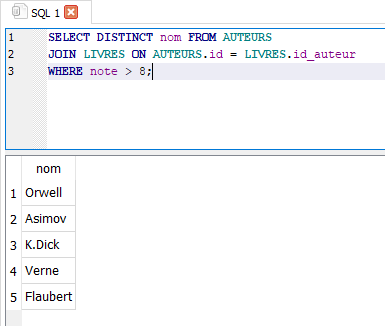 SQL 1
1 SELECT DISTINCT nom FROM AUTEURS
2 JOIN LIVRES ON AUTEURS.id = LIVRES.id_auteur
3 WHERE note > 8;
nom
1 Orwell
2 Asimov
3 K.Dick
4 Verne
5 Flaubert